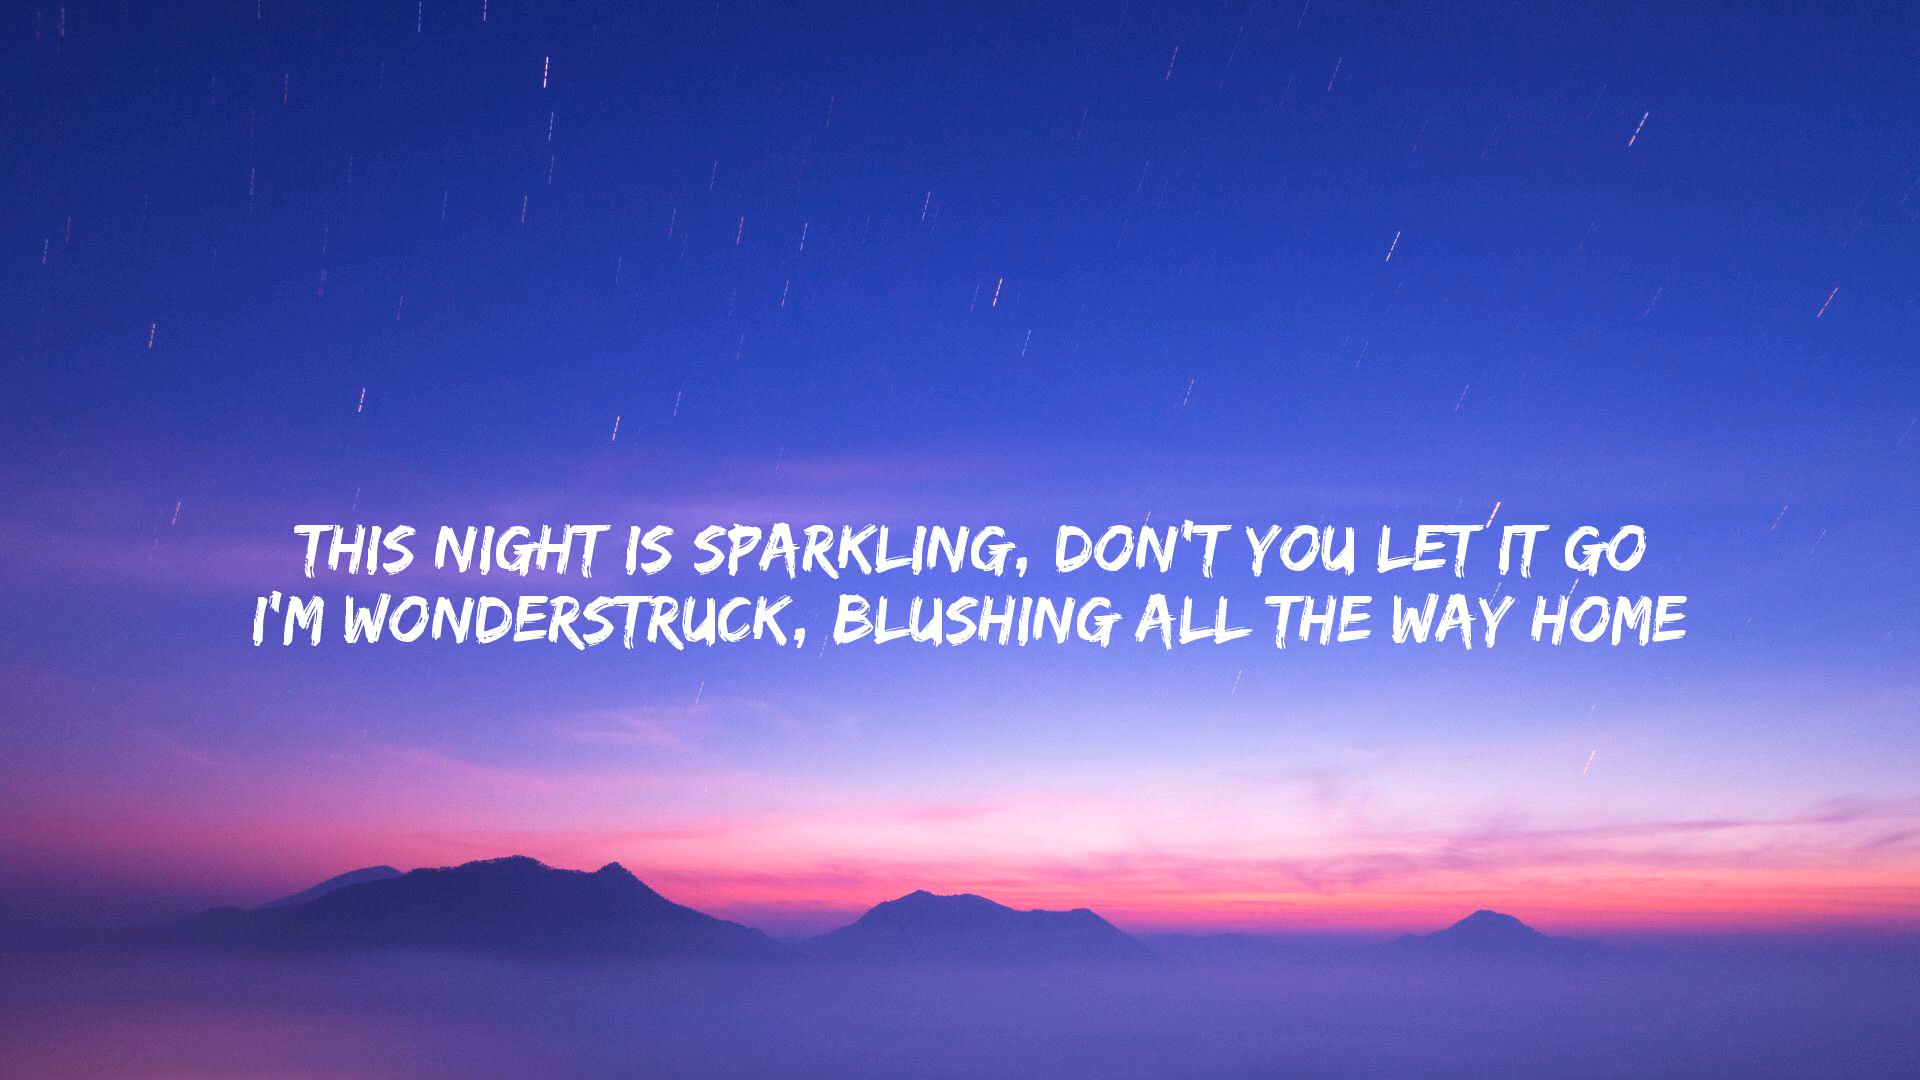 THIS NIGHT IS SPARKLING, DON'T YOU LET IT GO
I'M WONDERSTRUCK, BLUSHING ALL THE WAY HOME